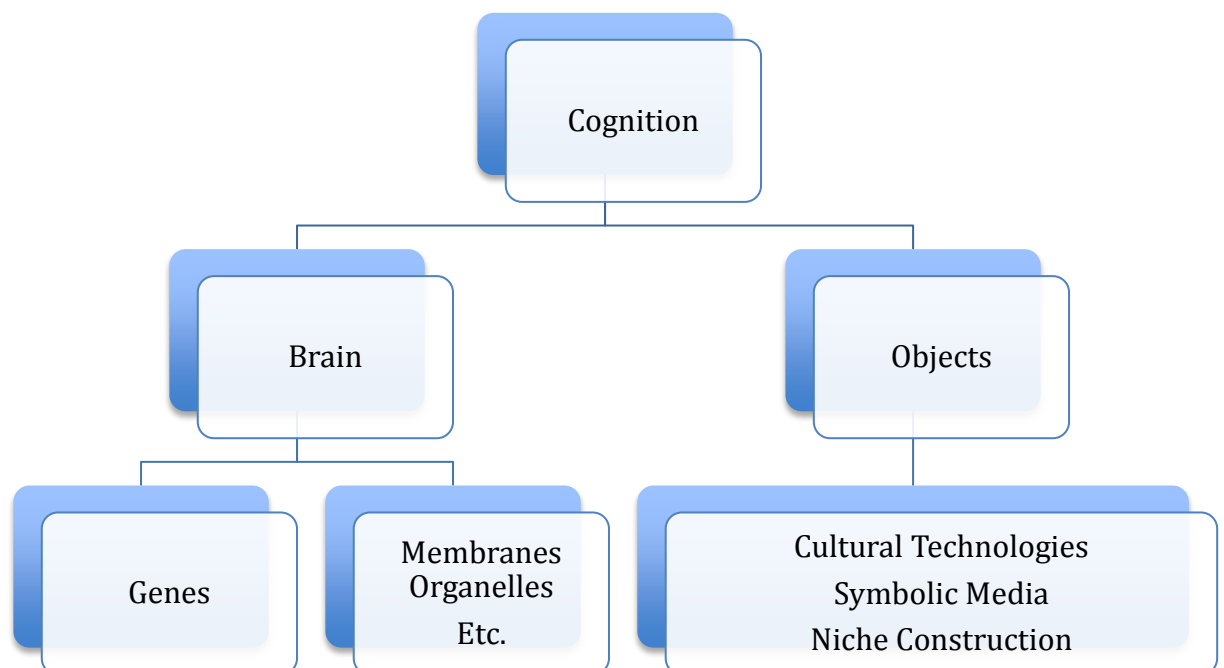 Cognition
Brain
Objects
Genes
Membranes
Organelles
Etc.
Cultural Technologies
Symbolic Media
Niche Construction